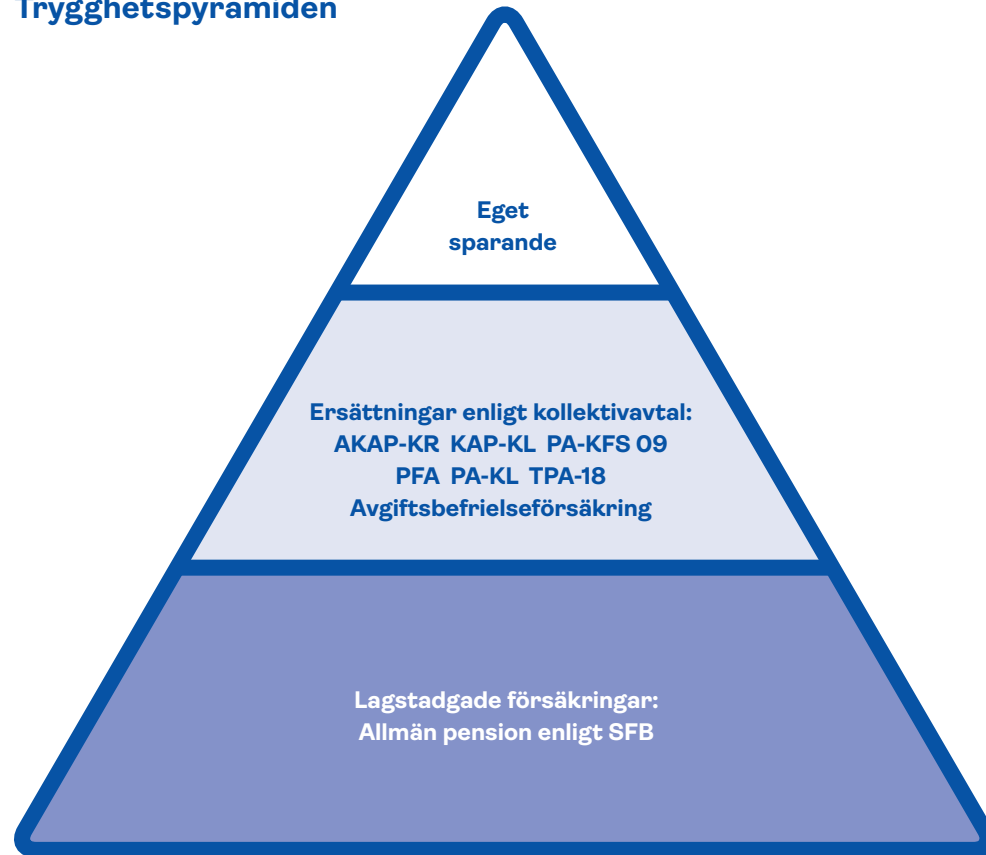 Trygghetspyramiden
Eget
sparande
Ersättningar enligt kollektivavtal:
AKAP-KR KAP-KL PA-KFS 09
PFA PA-KL TPA-18
Avgiftsbefrielseförsäkring
Lagstadgade försäkringar:
Allmän pension enligt SFB